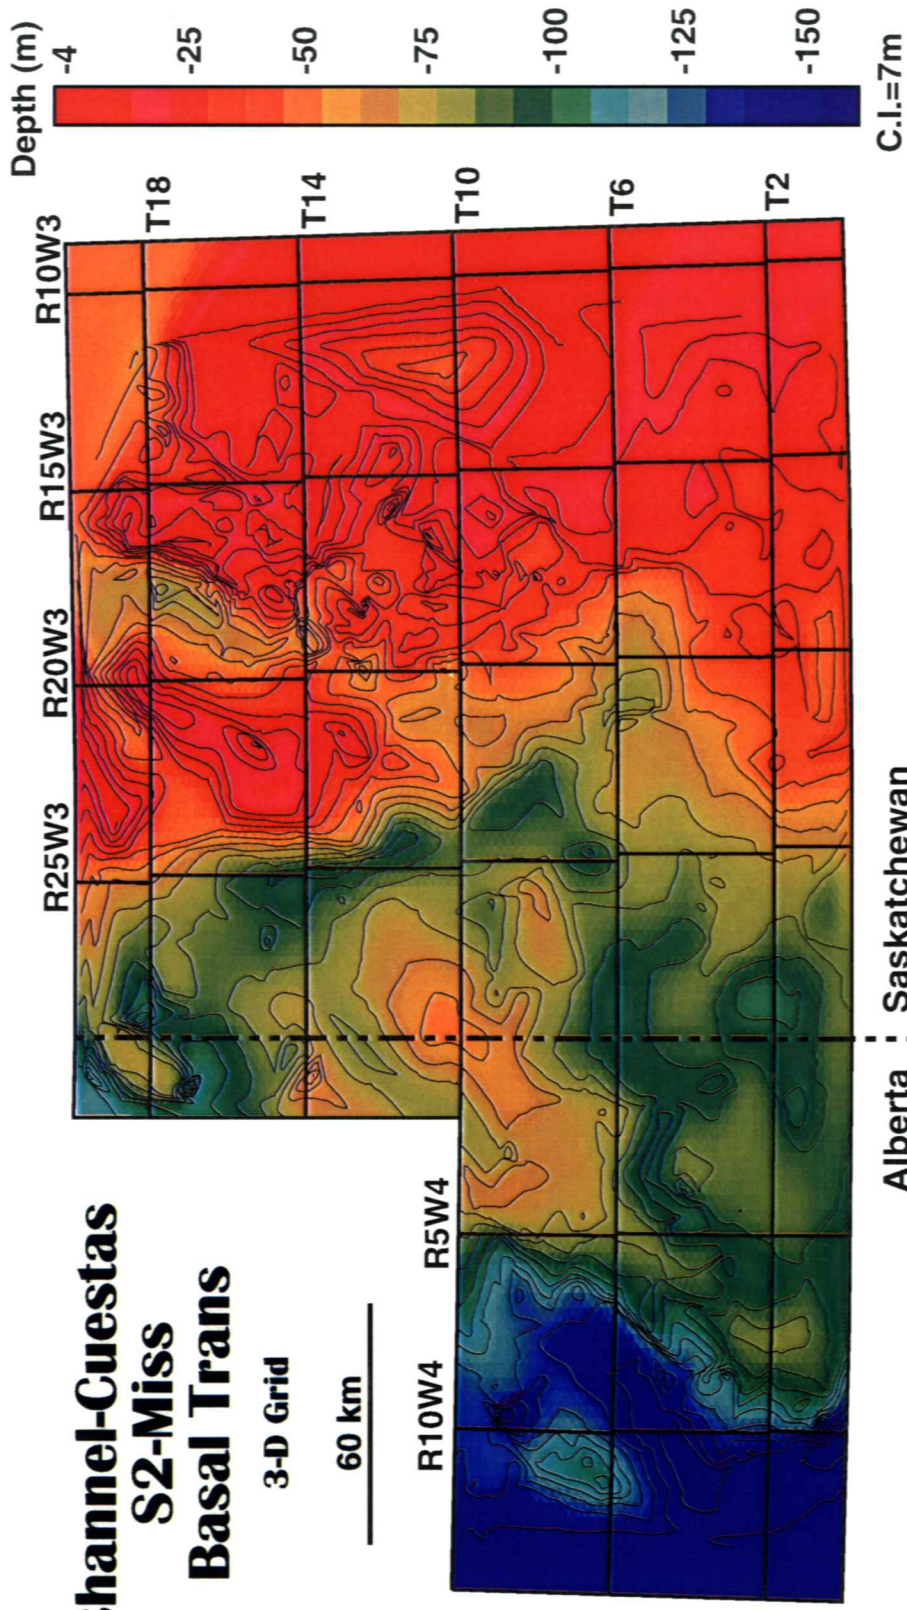 hannel-Cuestas
S2-Miss
Basal Trans
3-D Grid
60 km
R25W3
R20W3
R15W3
R10W3
R10W4
R5W4
T18
T14
T10
T6
T2
Depth (m)
-4
-25
-50
-75
-100
-125
-150
C.I.=7m
Alberta
Saskatchewan